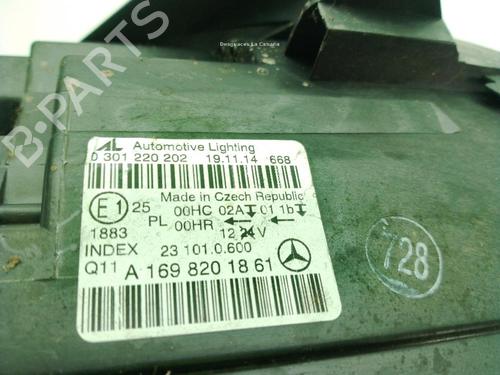 Desguaces La Cabaña
B-PARTS
AL Automotive Lighting
0 301 220 202 19.11.14 668
Made in Czech Republic
E1 25 00HC 02A 01 1b
PL 00HR
1883 12 24 V
INDEX 23 101.0.600
Q11 A 169 820 18 61
728